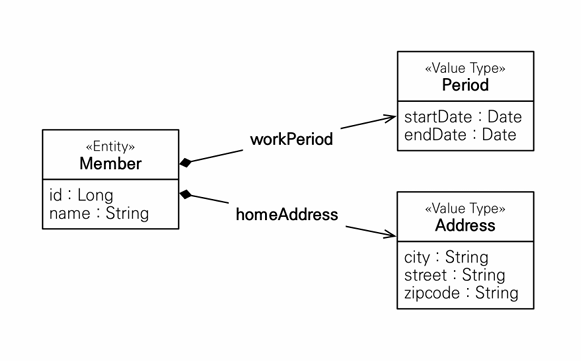 «Entity»
Member
id : Long
name : String
workPeriod
homeAddress
«Value Type»
Period
startDate : Date
endDate : Date
«Value Type»
Address
city : String
street : String
zipcode : String